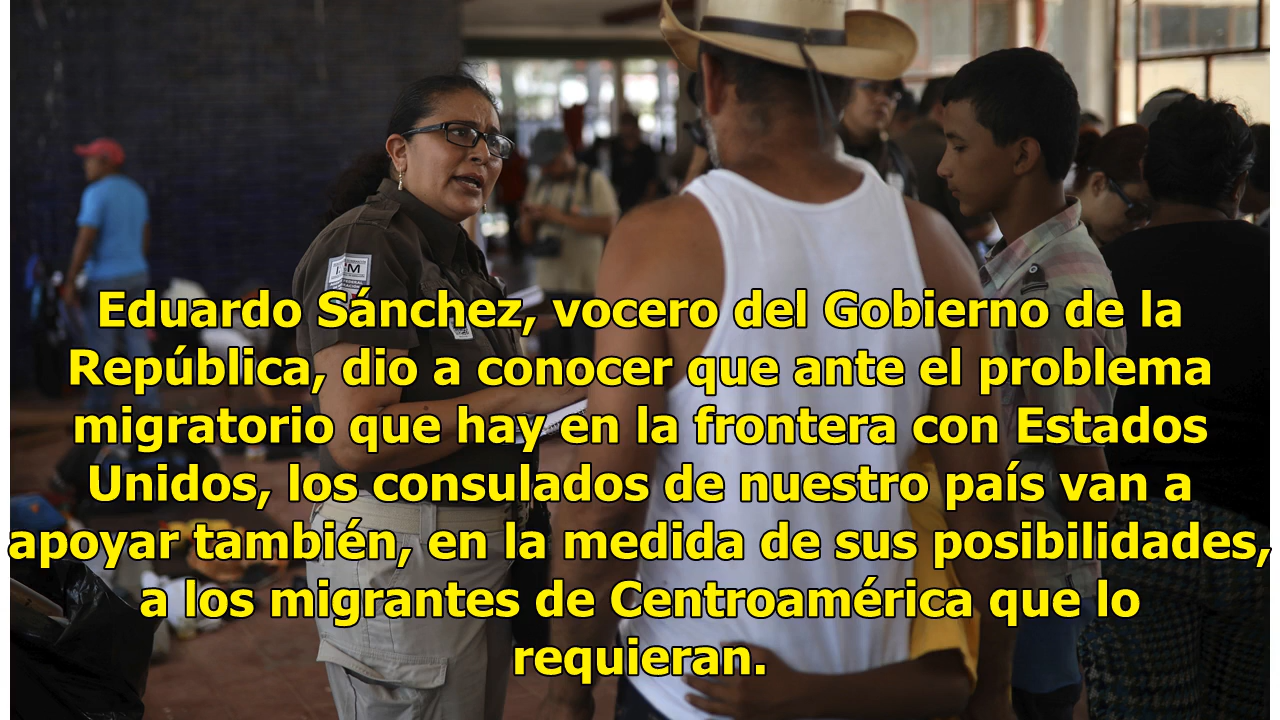 Eduardo Sánchez, vocero del Gobierno de la
República, dio a conocer que ante el problema
migratorio que hay en la frontera con Estados
Unidos, los consulados de nuestro país van a
apoyar también, en la medida de sus posibilidades,
a los migrantes de Centroamérica que lo
requieran.